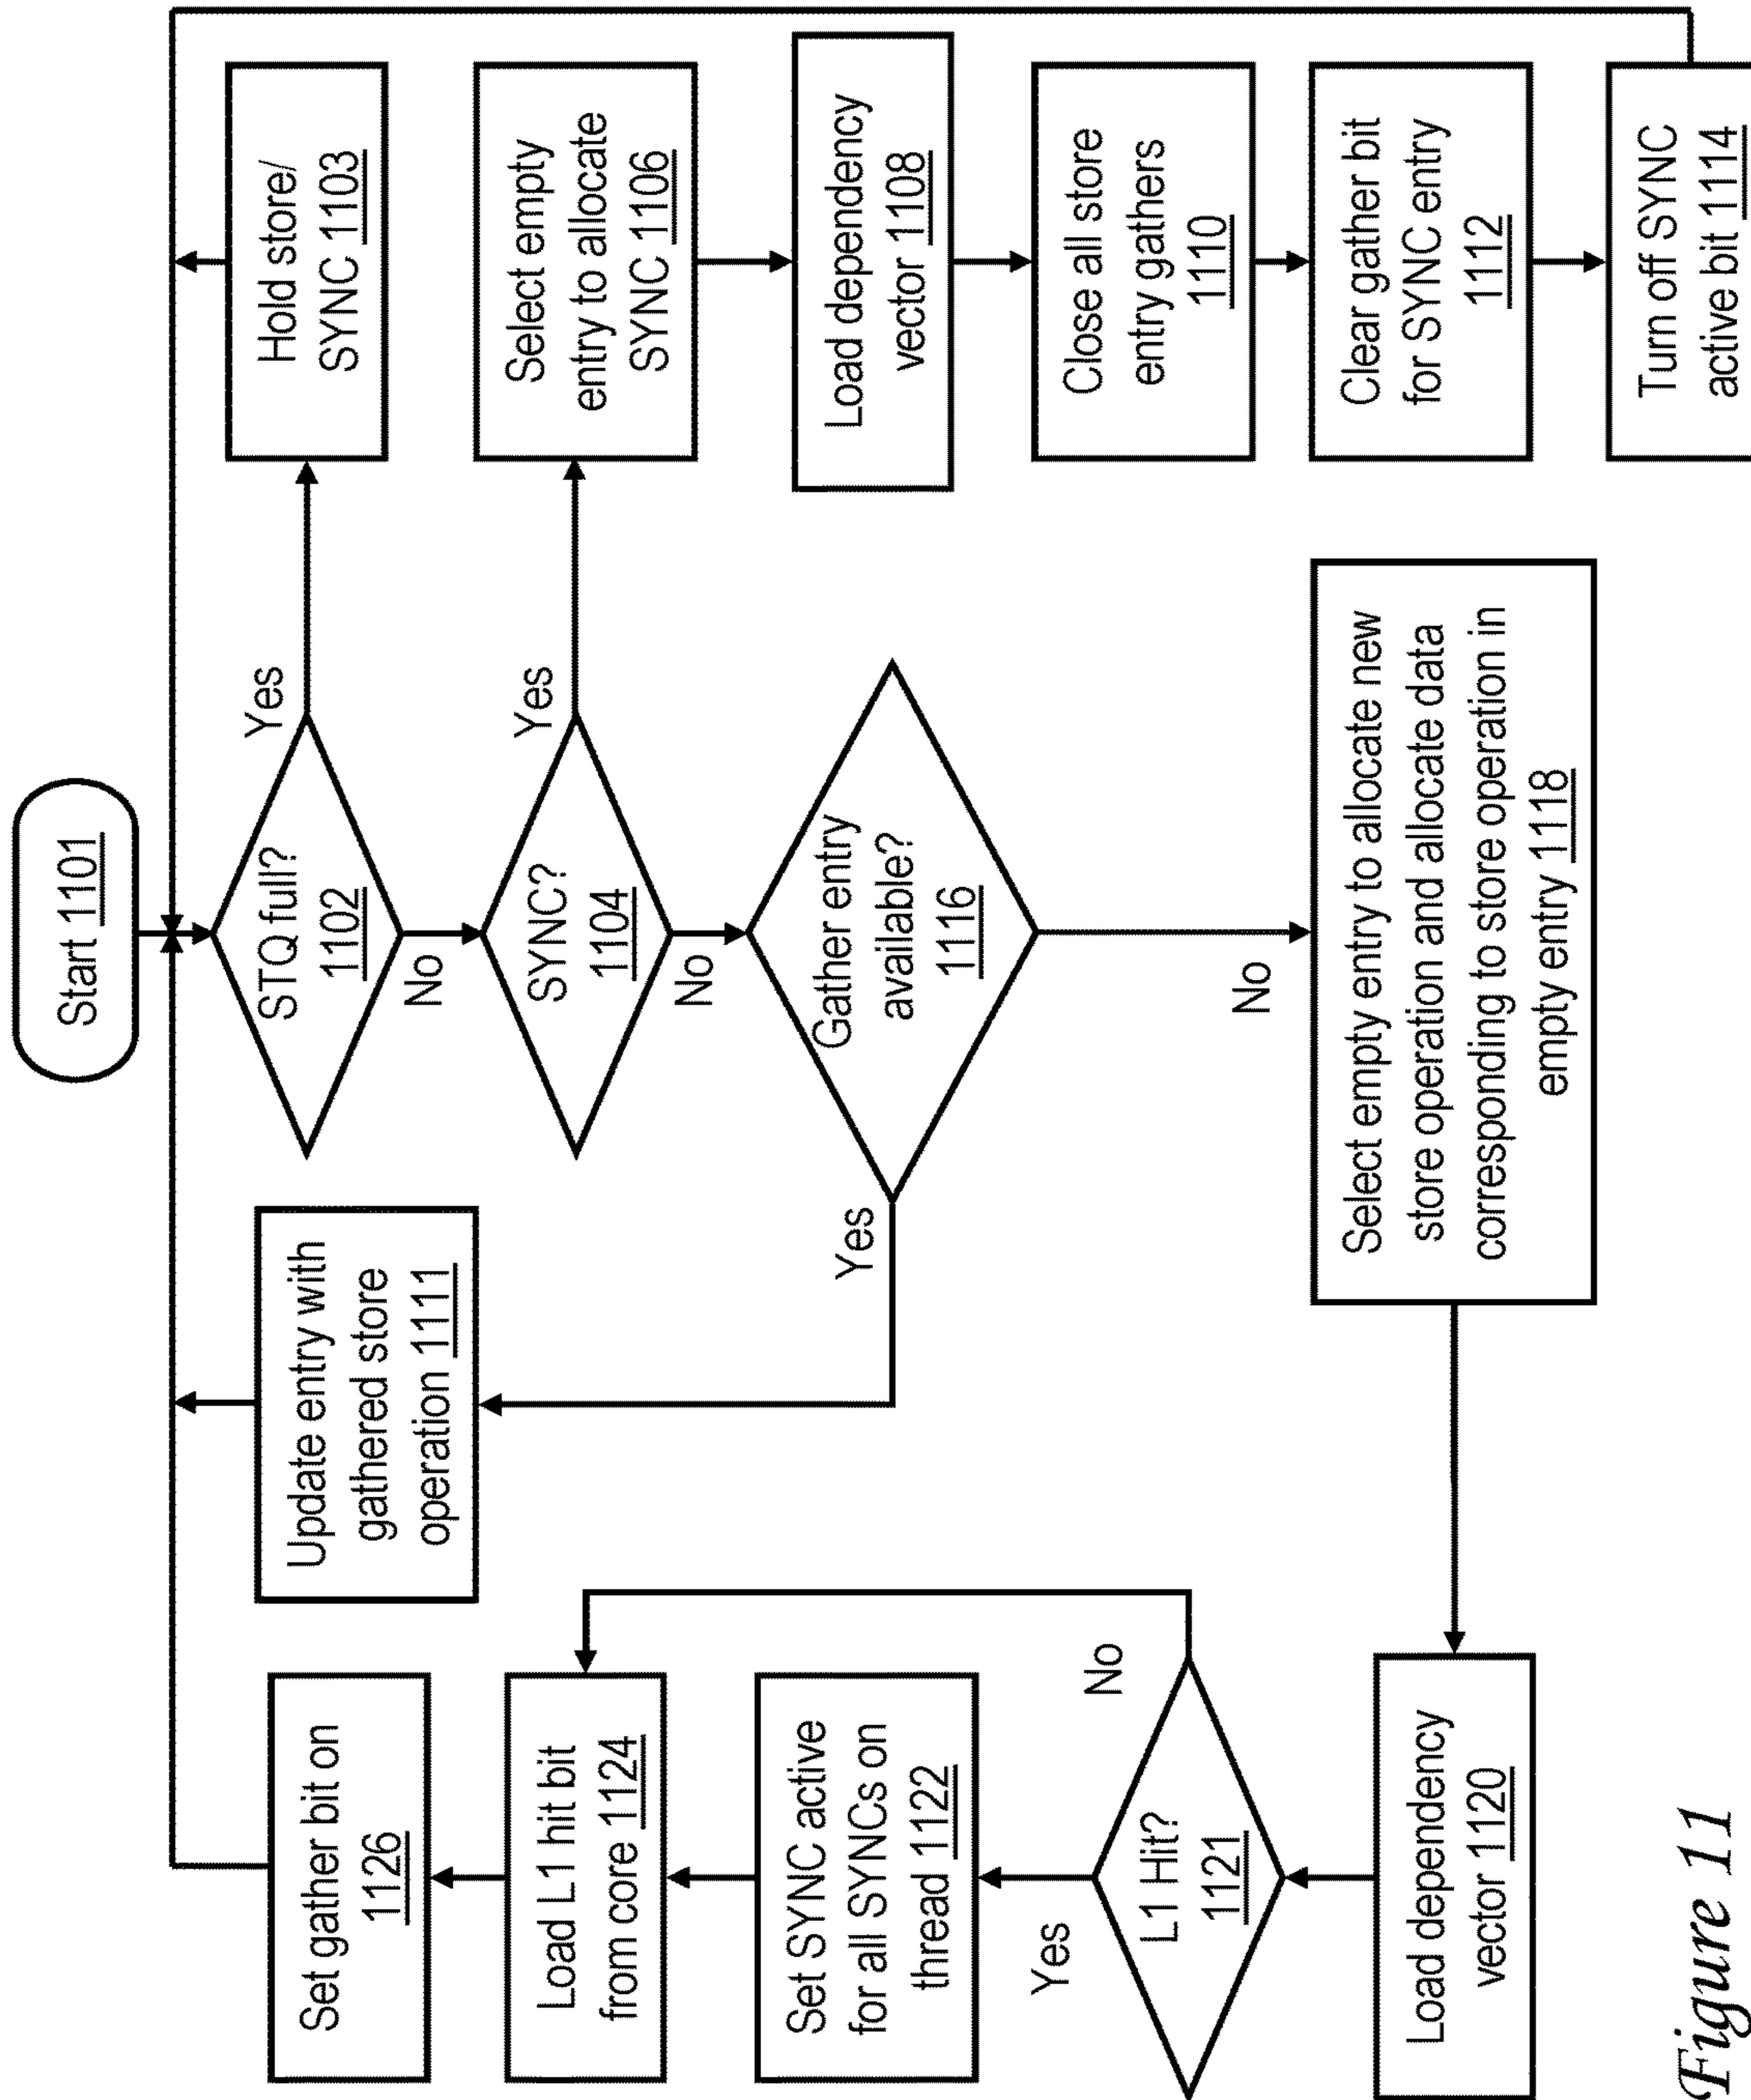 Start 1101
STQ full?
1102
Yes
No
Hold store/
SYNC 1103
SYNC?
1104
Yes
No
Select empty
entry to allocate
SYNC 1106
Load dependency
vector 1108
Close all store
entry gathers
1110
Clear gather bit
for SYNC entry
1112
Turn off SYNC
active bit 1114
Gather entry
available?
1116
Yes
No
Update entry with
gathered store
operation 1111
Select empty entry to allocate new
store operation and allocate data
corresponding to store operation in
empty entry 1118
Load dependency
vector 1120
L1 Hit?
1121
Yes
No
Set SYNC active
for all SYNCs on
thread 1122
Load L1 hit bit
from core 1124
Set gather bit on
1126
Figure 11